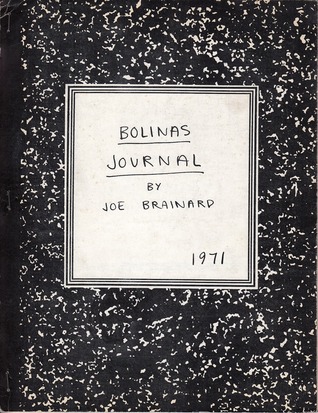 BOLINAS
JOURNAL
BY
JOE BRAINARD
1971